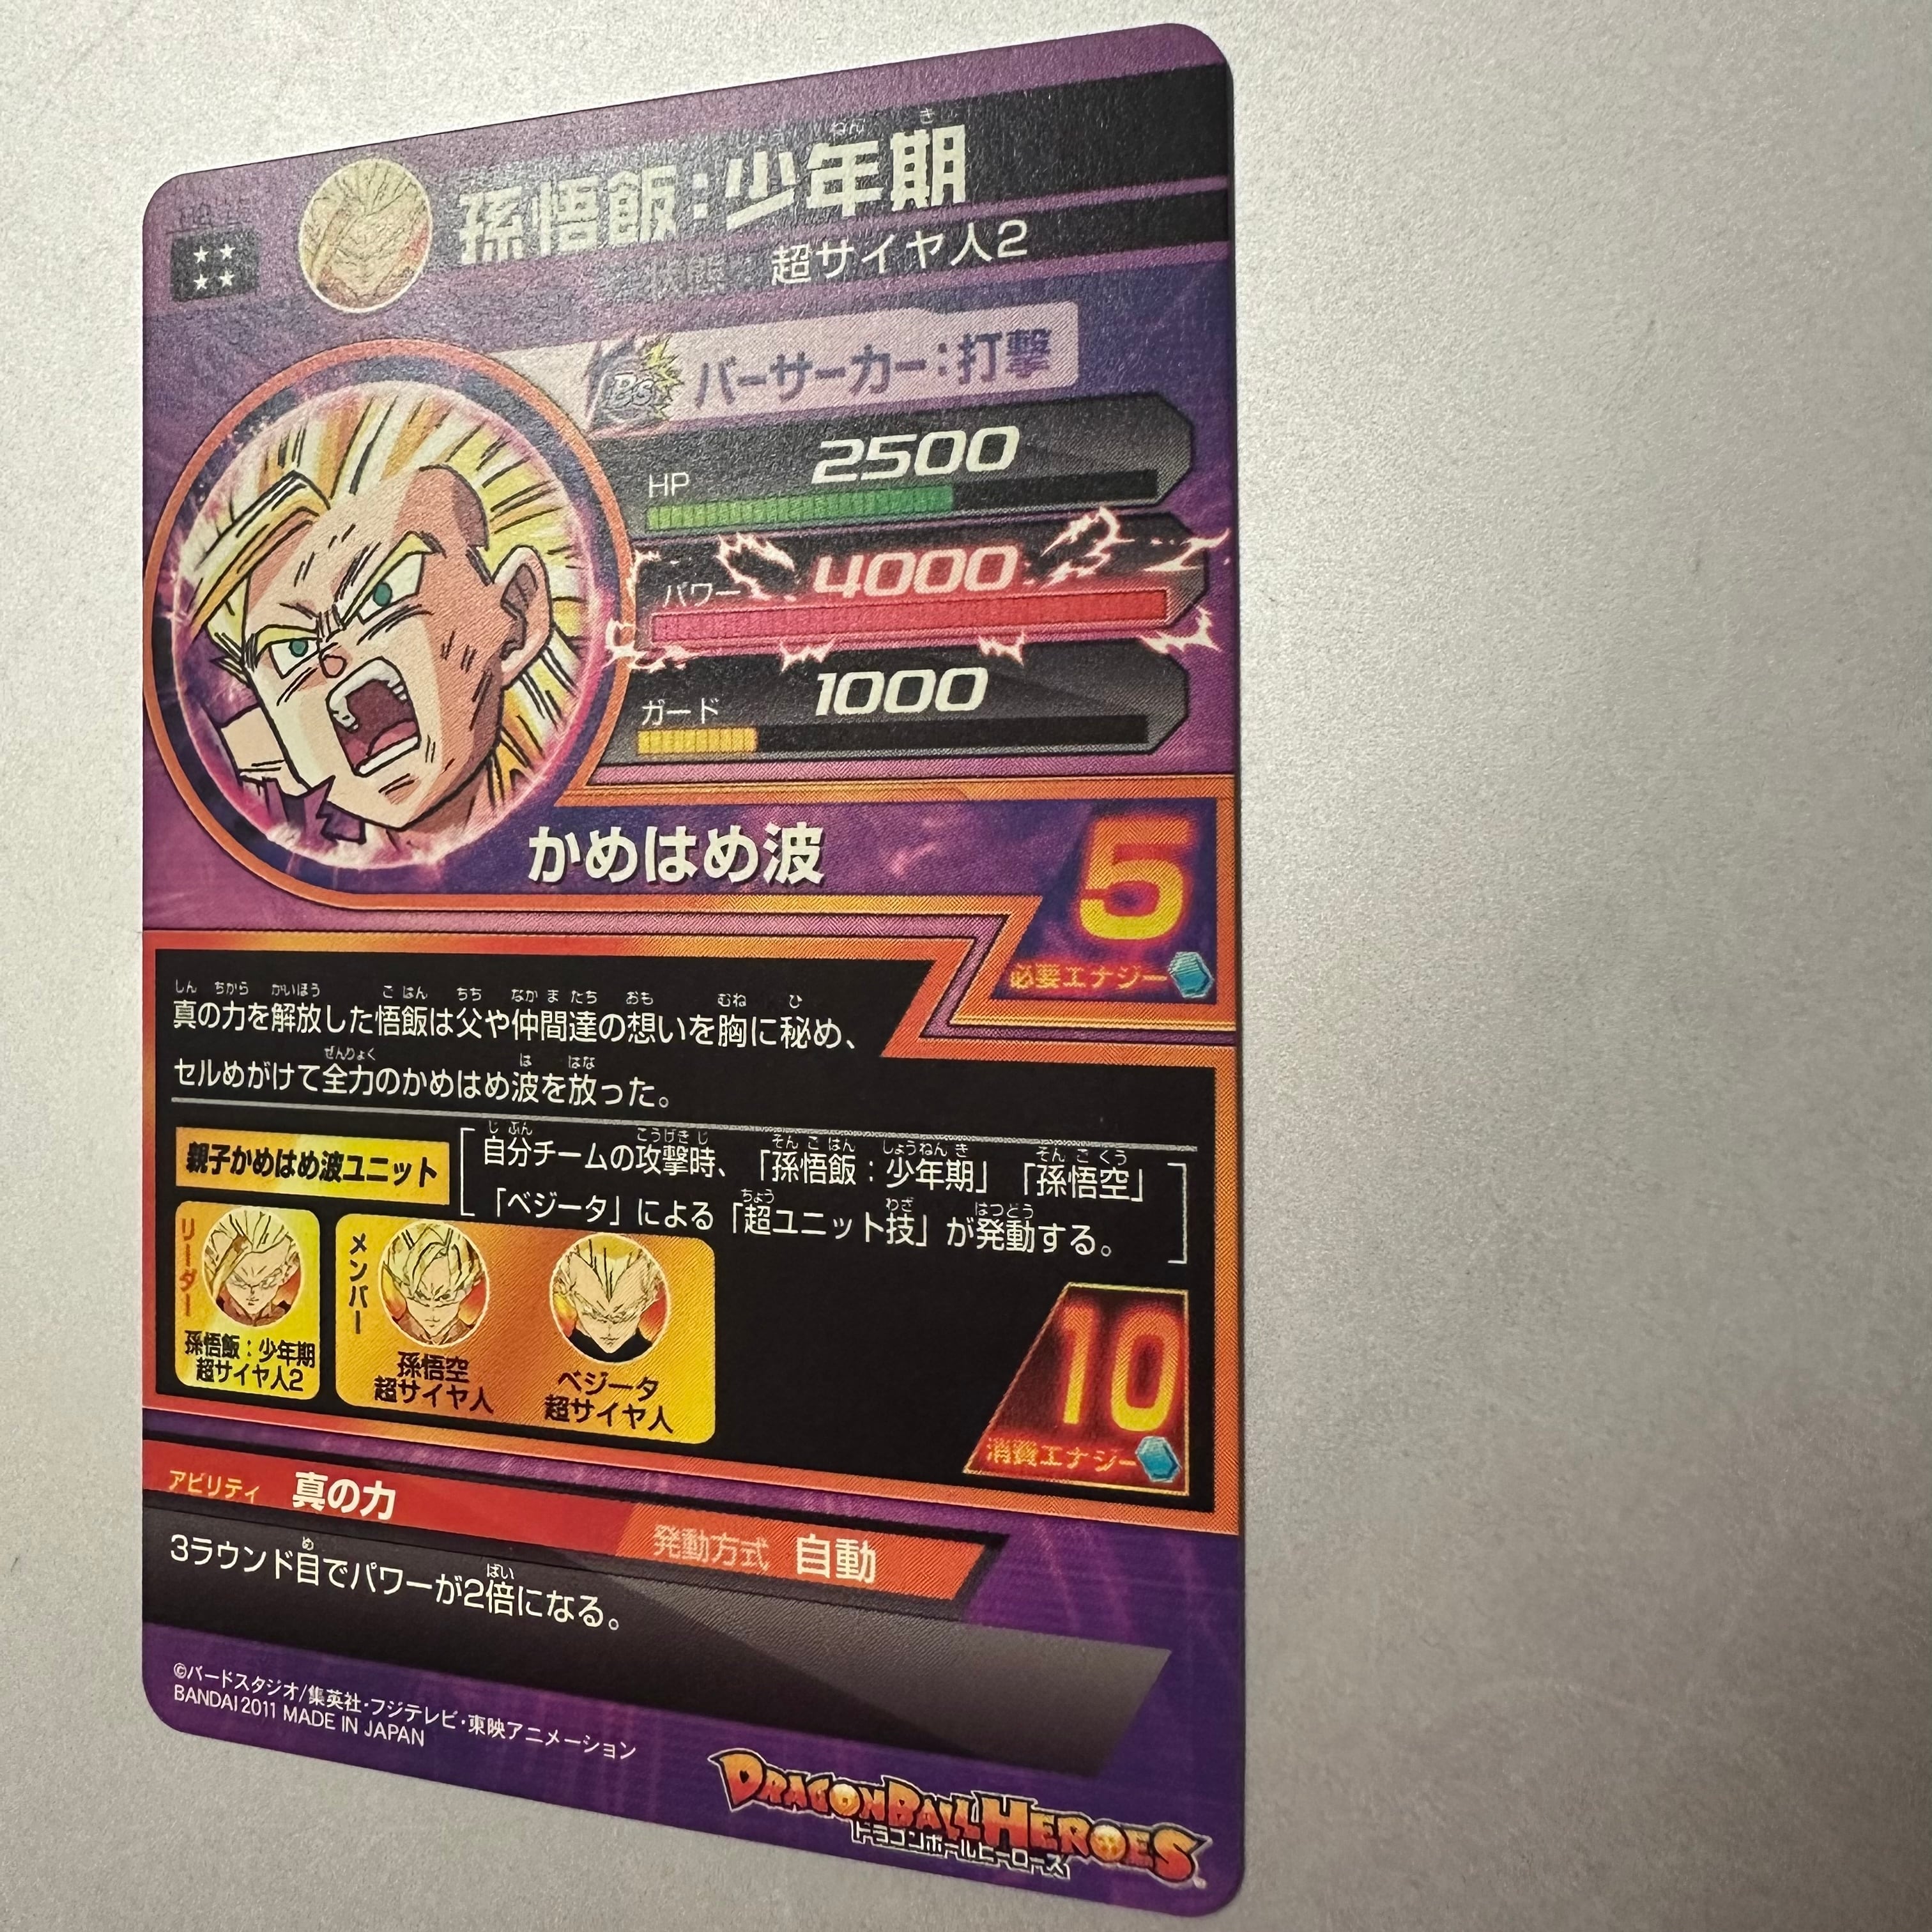 孫悟飯：少年期
状態 超サイヤ人2
バーサーカー：打撃
HP 2500
パワー 4000
ガード 1000
かめはめ波
5
必要エナジー
真の力を解放した悟飯は父や仲間達の想いを胸に秘め、
セルめがけて全力のかめはめ波を放った。
親子かめはめ波ユニット
自分チームの攻撃時、「孫悟飯：少年期」「孫悟空」
「ベジータ」による「超ユニット技」が発動する。
リーダー
孫悟飯：少年期
超サイヤ人2
メンバー
孫悟空
超サイヤ人
ベジータ
超サイヤ人
10
消費エナジー
アビリティ 真の力
発動方式 自動
3ラウンド目でパワーが2倍になる。
©バードスタジオ/集英社・フジテレビ・東映アニメーション
BANDAI 2011 MADE IN JAPAN
DRAGONBALL HEROES
ドラゴンボールヒーローズ